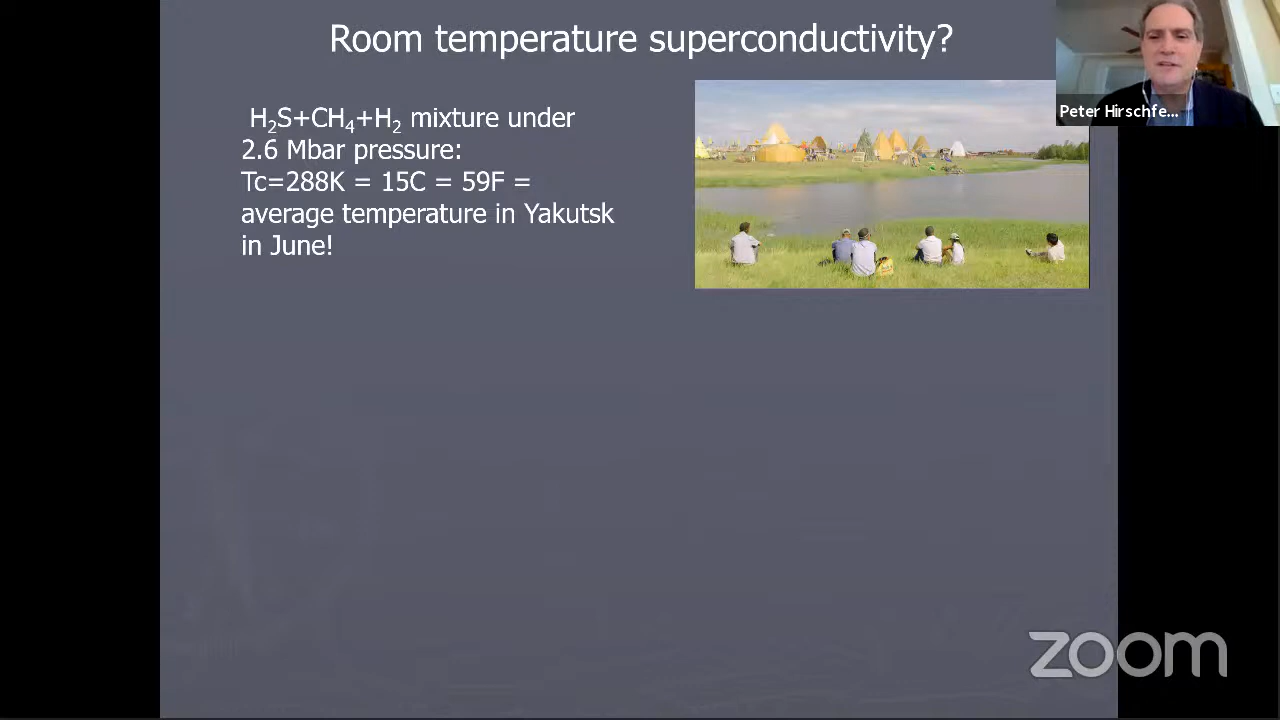 Room temperature superconductivity?
H₂S+CH₄+H₂ mixture under
2.6 Mbar pressure:
Tc=288K = 15C = 59F =
average temperature in Yakutsk
in June!
Peter Hirschfe...
zoom